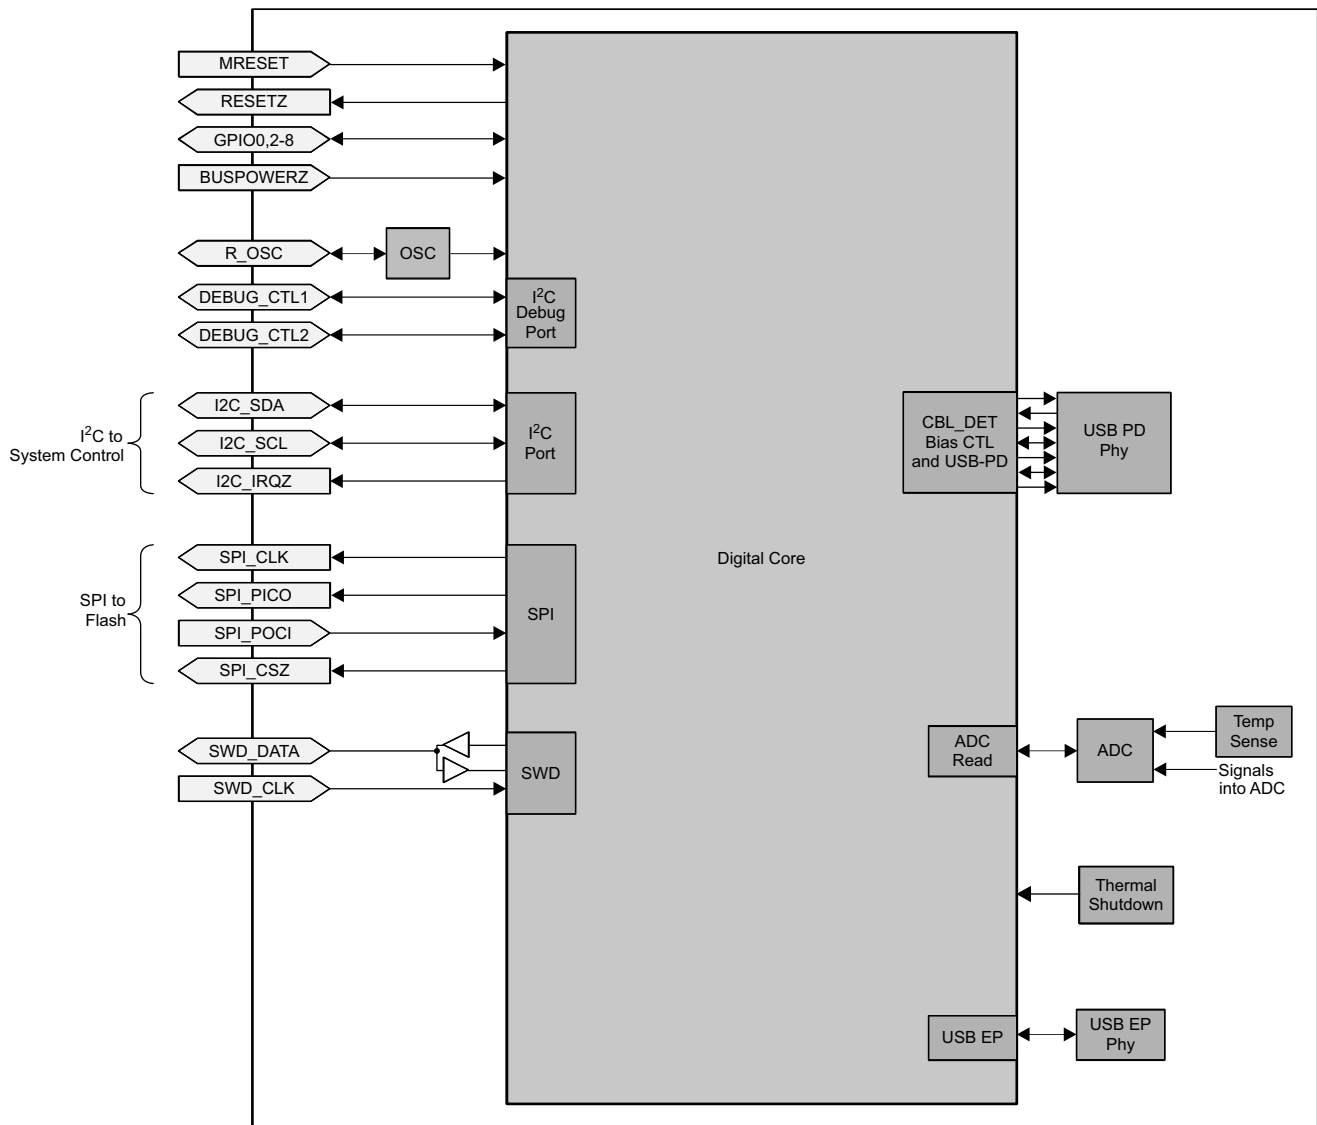 MRESET
RESETZ
GPIO0,2-8
BUSPOWERZ
R_OSC
OSC
DEBUG_CTL1
DEBUG_CTL2
I²C
Debug
Port
I²C to
System Control
I2C_SDA
I2C_SCL
I2C_IRQZ
I²C
Port
CBL_DET
Bias CTL
and USB-PD
USB PD
Phy
Digital Core
SPI to
Flash
SPI_CLK
SPI_PICO
SPI_POCI
SPI_CSZ
SPI
SWD_DATA
SWD_CLK
SWD
ADC
Read
ADC
Temp
Sense
Signals
into ADC
Thermal
Shutdown
USB EP
USB EP
Phy